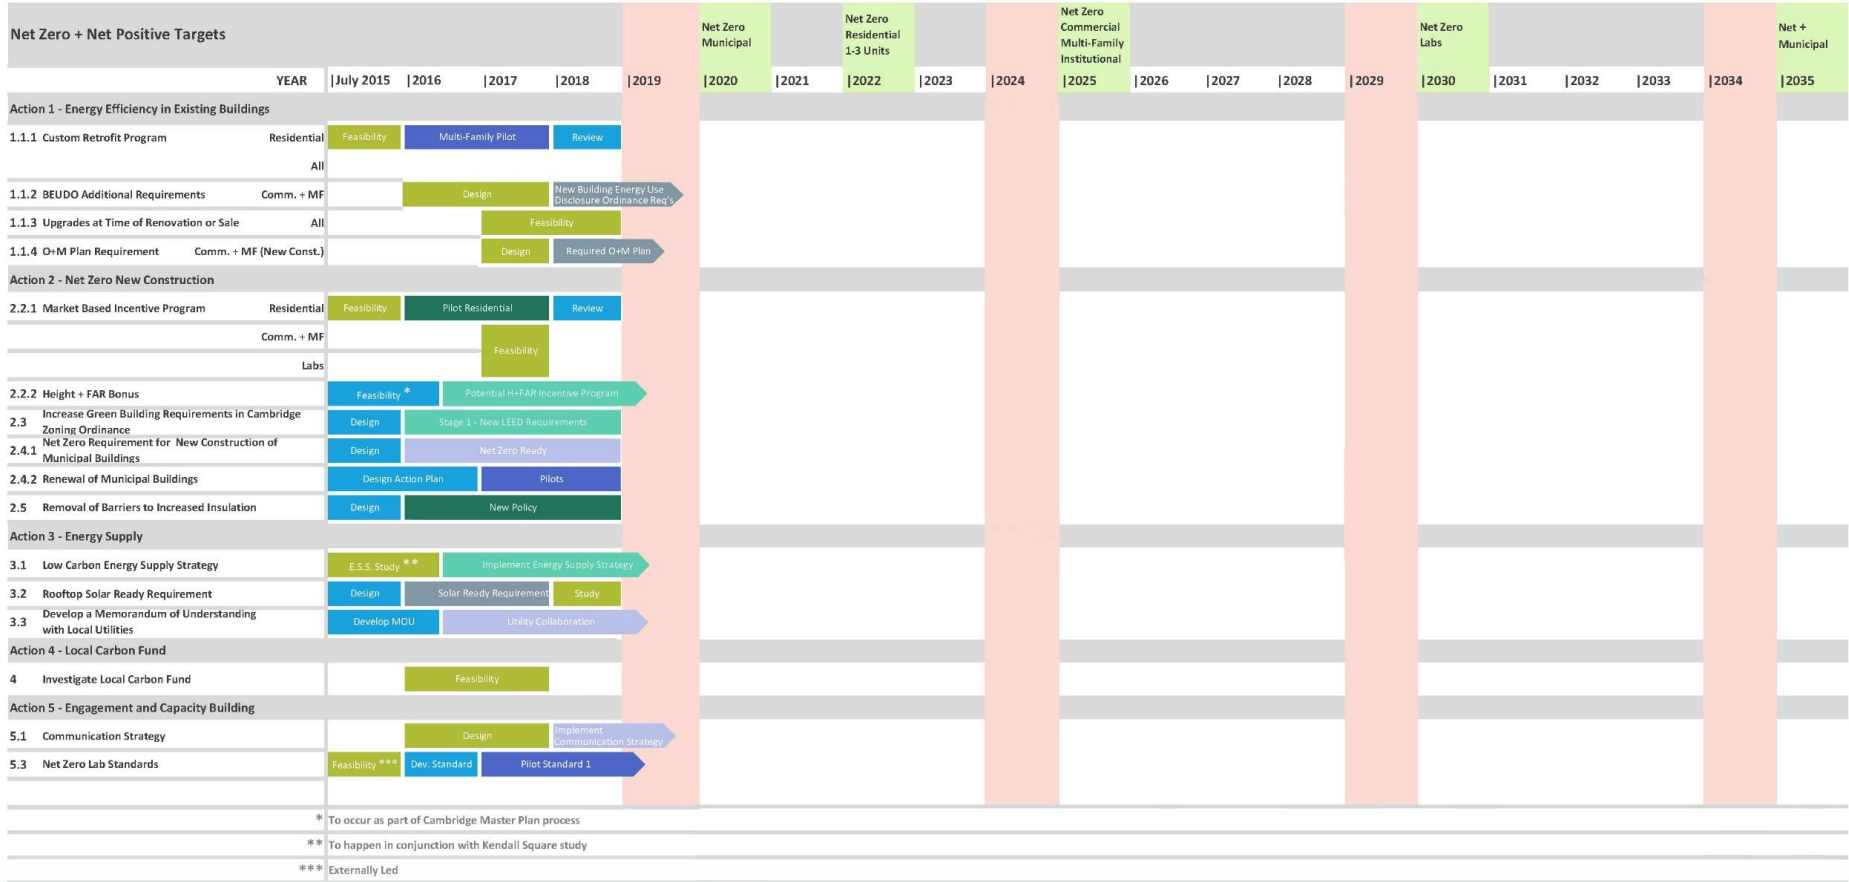 Net Zero + Net Positive Targets
Net Zero
Municipal
Net Zero
Residential
1-3 Units
Net Zero
Commercial
Multi-Family
Institutional
Net Zero
Labs
Net +
Municipal
YEAR |July 2015 |2016 |2017 |2018 |2019 |2020 |2021 |2022 |2023 |2024 |2025 |2026 |2027 |2028 |2029 |2030 |2031 |2032 |2033 |2034 |2035
Action 1 - Energy Efficiency in Existing Buildings
1.1.1 Custom Retrofit Program Residential Feasibility Multi-Family Pilot Review
All
1.1.2 BEUDO Additional Requirements Comm. + MF Design New Building Energy Use
Disclosure Ordinance Req's
1.1.3 Upgrades at Time of Renovation or Sale All Feasibility
1.1.4 O+M Plan Requirement Comm. + MF (New Const.) Design Required O+M Plan
Action 2 - Net Zero New Construction
2.2.1 Market Based Incentive Program Residential Feasibility Pilot Residential Review
Comm. + MF
Feasibility
Labs
2.2.2 Height + FAR Bonus Feasibility * Potential H+FAR Incentive Program
2.3 Increase Green Building Requirements in Cambridge
Zoning Ordinance Design Stage 1 - New LEED Requirements
2.4.1 Net Zero Requirement for New Construction of
Municipal Buildings Design Net Zero Ready
2.4.2 Renewal of Municipal Buildings Design Action Plan Pilots
2.5 Removal of Barriers to Increased Insulation Design New Policy
Action 3 - Energy Supply
3.1 Low Carbon Energy Supply Strategy E.S.S. Study ** Implement Energy Supply Strategy
3.2 Rooftop Solar Ready Requirement Design Solar Ready Requirement Study
3.3 Develop a Memorandum of Understanding
with Local Utilities Develop MOU Utility Collaboration
Action 4 - Local Carbon Fund
4 Investigate Local Carbon Fund Feasibility
Action 5 - Engagement and Capacity Building
5.1 Communication Strategy Design Implement
Communication Strategy
5.3 Net Zero Lab Standards Feasibility *** Dev. Standard Pilot Standard 1
* To occur as part of Cambridge Master Plan process
** To happen in conjunction with Kendall Square study
*** Externally Led